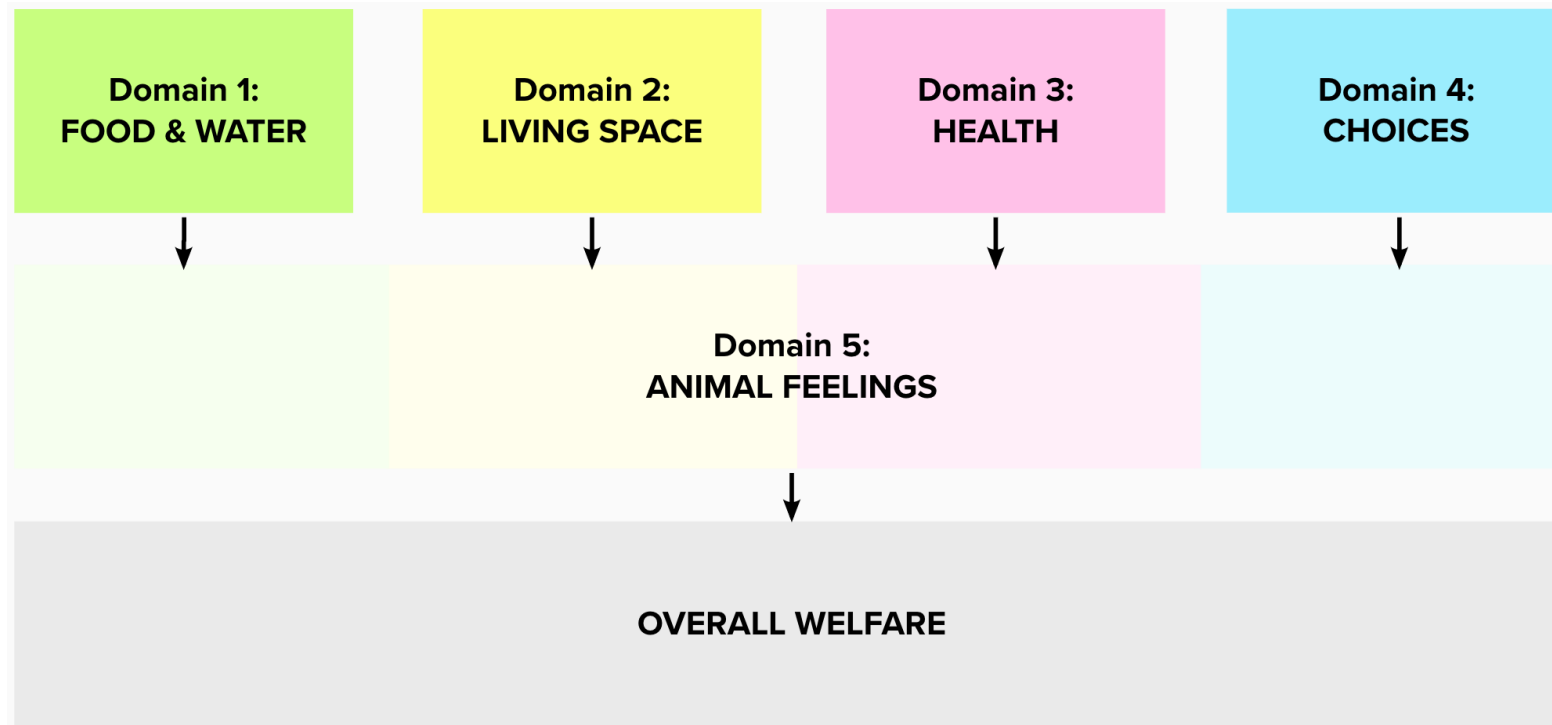 Domain 1:
FOOD & WATER
Domain 2:
LIVING SPACE
Domain 3:
HEALTH
Domain 4:
CHOICES
Domain 5:
ANIMAL FEELINGS
OVERALL WELFARE